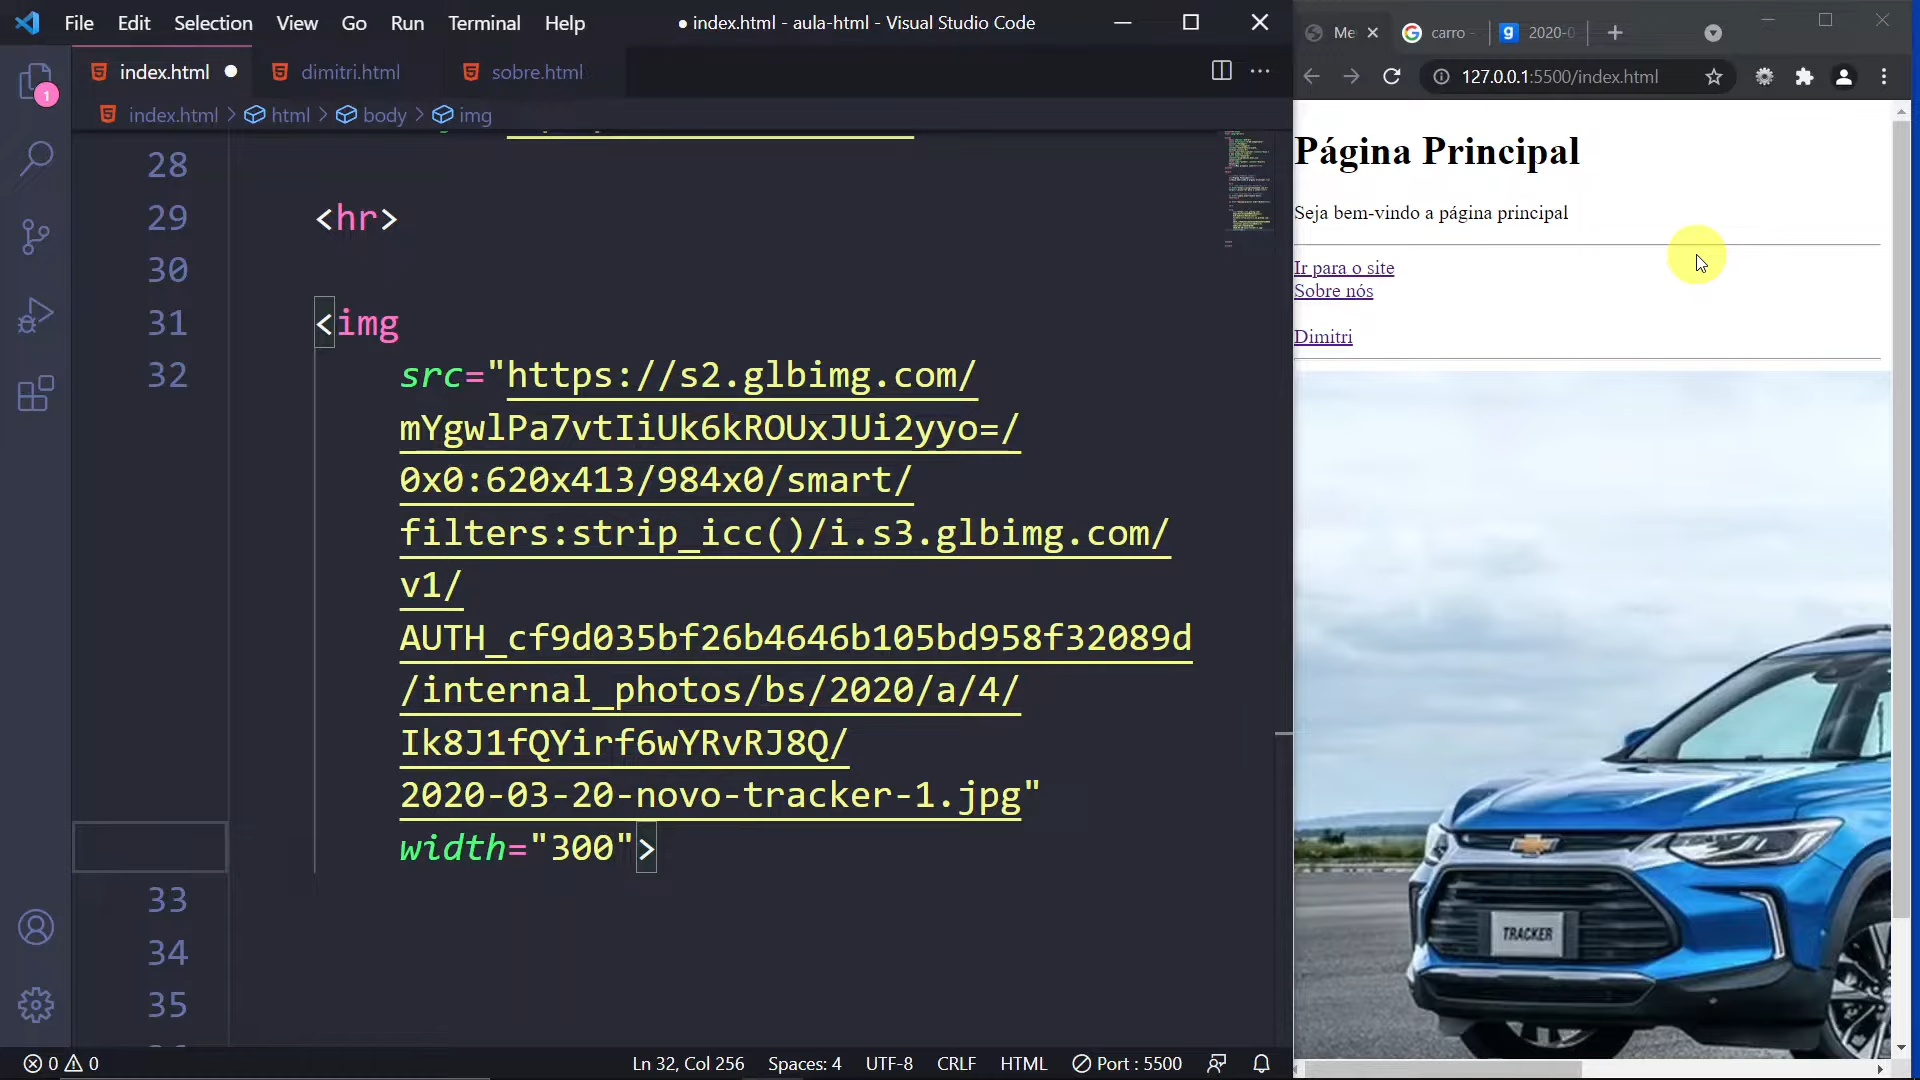 File Edit Selection View Go Run Terminal Help
● index.html - aula-html - Visual Studio Code
index.html ● dimitri.html sobre.html
index.html > html > body > img
28
29 <hr>
30
31 <img
32 src="https://s2.glbimg.com/
mYgwlPa7vtIiUk6kROUxJUi2yyo=/
0x0:620x413/984x0/smart/
filters:strip_icc()/i.s3.glbimg.com/
v1/
AUTH_cf9d035bf26b4646b105bd958f32089d
/internal_photos/bs/2020/a/4/
Ik8J1fQYirf6wYRvRJ8Q/
2020-03-20-novo-tracker-1.jpg"
width="300">
33
34
35
1
0 0
Ln 32, Col 256 Spaces: 4 UTF-8 CRLF HTML Port : 5500
Me carro - g 2020-0
127.0.0.1:5500/index.html
Página Principal
Seja bem-vindo a página principal
Ir para o site
Sobre nós
Dimitri
TRACKER